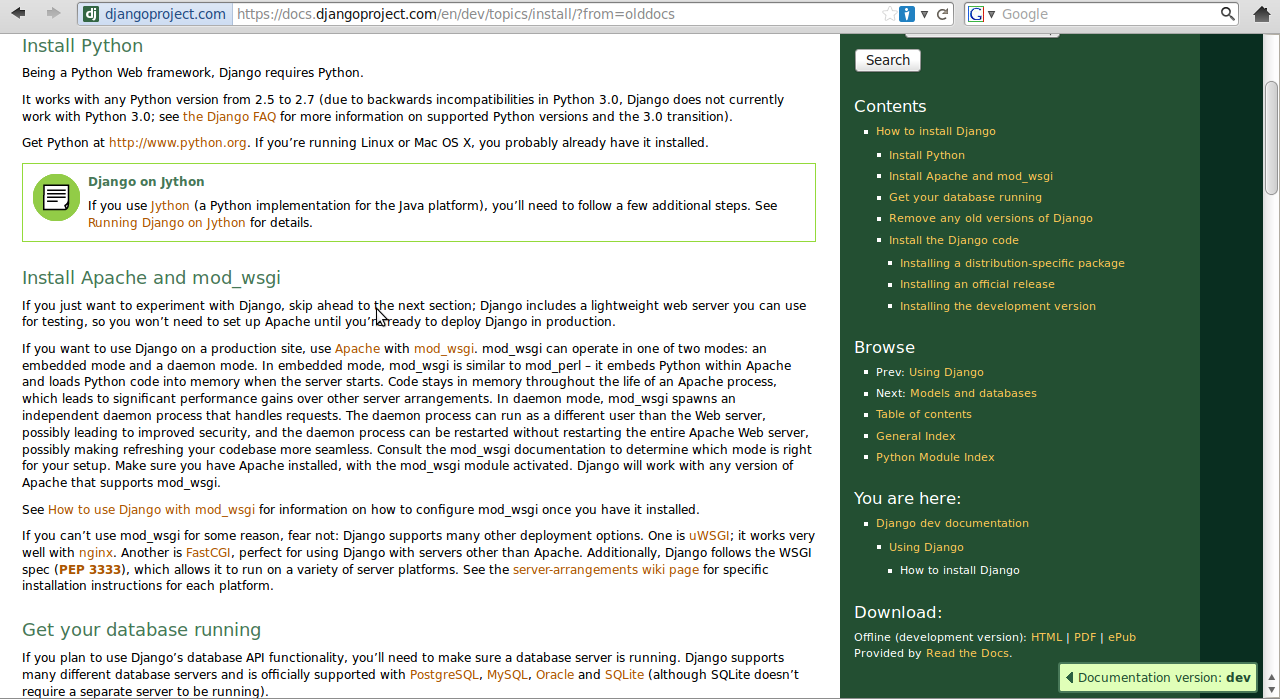 djangoproject.com
https://docs.djangoproject.com/en/dev/topics/install/?from=olddocs
Google
Install Python
Being a Python Web framework, Django requires Python.
It works with any Python version from 2.5 to 2.7 (due to backwards incompatibilities in Python 3.0, Django does not currently
work with Python 3.0; see the Django FAQ for more information on supported Python versions and the 3.0 transition).
Get Python at http://www.python.org. If you’re running Linux or Mac OS X, you probably already have it installed.
Django on Jython
If you use Jython (a Python implementation for the Java platform), you’ll need to follow a few additional steps. See
Running Django on Jython for details.
Install Apache and mod_wsgi
If you just want to experiment with Django, skip ahead to the next section; Django includes a lightweight web server you can use
for testing, so you won’t need to set up Apache until you’re ready to deploy Django in production.
If you want to use Django on a production site, use Apache with mod_wsgi. mod_wsgi can operate in one of two modes: an
embedded mode and a daemon mode. In embedded mode, mod_wsgi is similar to mod_perl – it embeds Python within Apache
and loads Python code into memory when the server starts. Code stays in memory throughout the life of an Apache process,
which leads to significant performance gains over other server arrangements. In daemon mode, mod_wsgi spawns an
independent daemon process that handles requests. The daemon process can run as a different user than the Web server,
possibly leading to improved security, and the daemon process can be restarted without restarting the entire Apache Web server,
possibly making refreshing your codebase more seamless. Consult the mod_wsgi documentation to determine which mode is right
for your setup. Make sure you have Apache installed, with the mod_wsgi module activated. Django will work with any version of
Apache that supports mod_wsgi.
See How to use Django with mod_wsgi for information on how to configure mod_wsgi once you have it installed.
If you can’t use mod_wsgi for some reason, fear not: Django supports many other deployment options. One is uWSGI; it works very
well with nginx. Another is FastCGI, perfect for using Django with servers other than Apache. Additionally, Django follows the WSGI
spec (PEP 3333), which allows it to run on a variety of server platforms. See the server-arrangements wiki page for specific
installation instructions for each platform.
Get your database running
If you plan to use Django’s database API functionality, you’ll need to make sure a database server is running. Django supports
many different database servers and is officially supported with PostgreSQL, MySQL, Oracle and SQLite (although SQLite doesn’t
require a separate server to be running).
Search
Contents
How to install Django
Install Python
Install Apache and mod_wsgi
Get your database running
Remove any old versions of Django
Install the Django code
Installing a distribution-specific package
Installing an official release
Installing the development version
Browse
Prev: Using Django
Next: Models and databases
Table of contents
General Index
Python Module Index
You are here:
Django dev documentation
Using Django
How to install Django
Download:
Offline (development version): HTML | PDF | ePub
Provided by Read the Docs.
Documentation version: dev